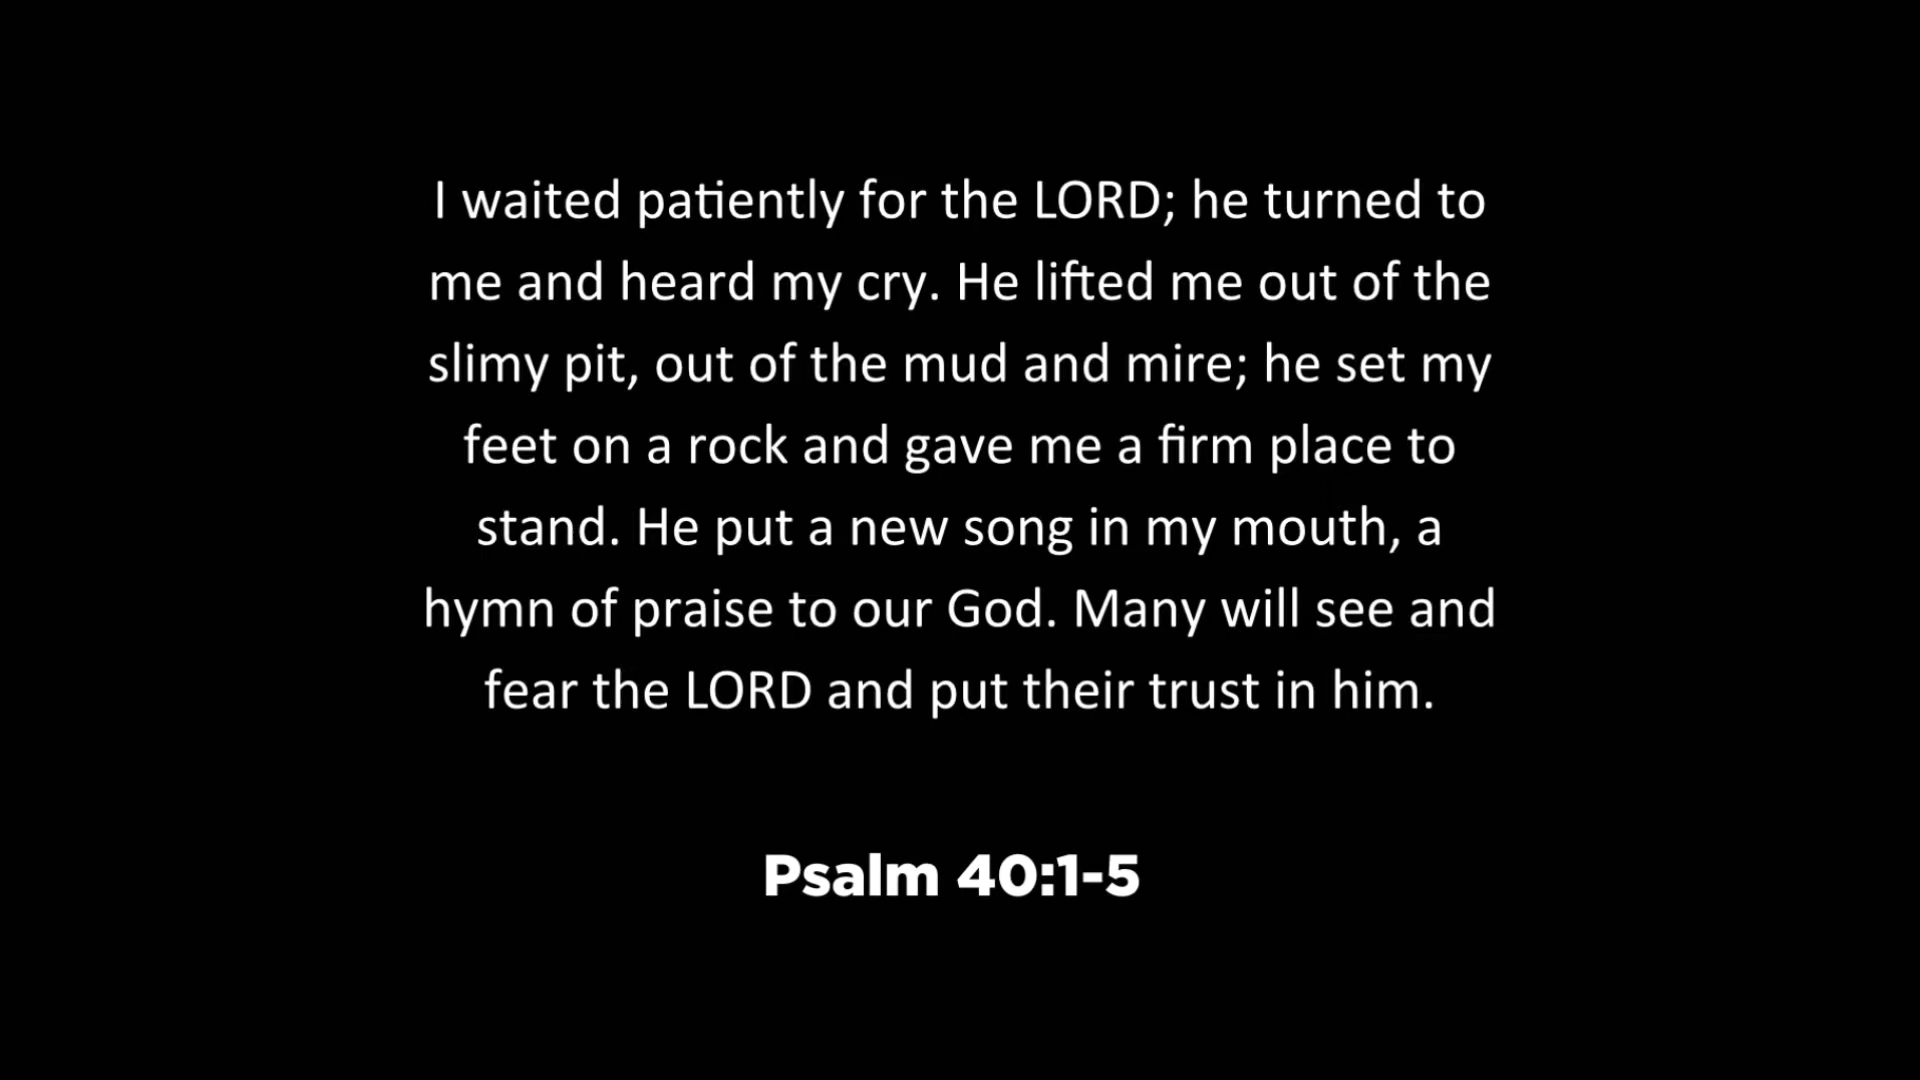 I waited patiently for the LORD; he turned to
me and heard my cry. He lifted me out of the
slimy pit, out of the mud and mire; he set my
feet on a rock and gave me a firm place to
stand. He put a new song in my mouth, a
hymn of praise to our God. Many will see and
fear the LORD and put their trust in him.
Psalm 40:1-5